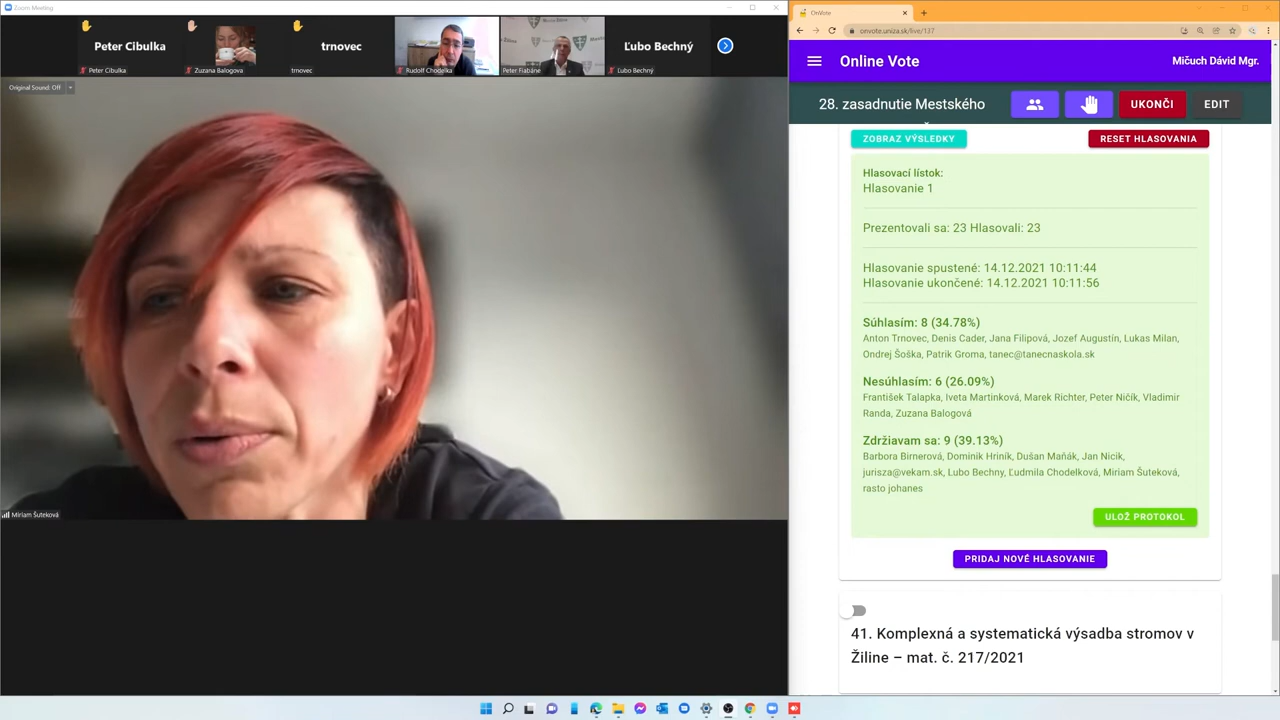 Zoom Meeting
Peter Cibulka
trnovec
Ľubo Bechný
Peter Cibulka
Zuzana Balogova
trnovec
Rudolf Chodelka
Peter Fiabáne
Ľubo Bechný
Original Sound: Off
Miriam Šuteková
OnVote
onvote.uniza.sk/live/137
Online Vote
Mičuch Dávid Mgr.
28. zasadnutie Mestského
UKONČI
EDIT
ZOBRAZ VÝSLEDKY
RESET HLASOVANIA
Hlasovací lístok:
Hlasovanie 1
Prezentovali sa: 23 Hlasovali: 23
Hlasovanie spustené: 14.12.2021 10:11:44
Hlasovanie ukončené: 14.12.2021 10:11:56
Súhlasím: 8 (34.78%)
Anton Trnovec, Denis Cader, Jana Filipová, Jozef Augustín, Lukas Milan,
Ondrej Šoška, Patrik Groma, tanec@tanecnaskola.sk
Nesúhlasím: 6 (26.09%)
František Talapka, Iveta Martinková, Marek Richter, Peter Ničík, Vladimir
Randa, Zuzana Balogová
Zdržiavam sa: 9 (39.13%)
Barbora Birnerová, Dominik Hriník, Dušan Maňák, Jan Nicik,
jurisza@vekam.sk, Lubo Bechny, Ľudmila Chodelková, Miriam Šuteková,
rasto johanes
ULOŽ PROTOKOL
PRIDAJ NOVÉ HLASOVANIE
41. Komplexná a systematická výsadba stromov v
Žiline – mat. č. 217/2021